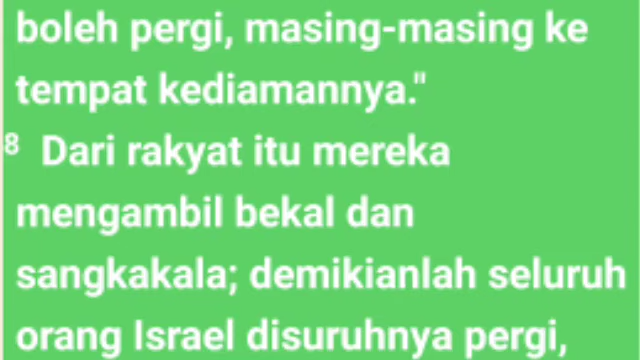 boleh pergi, masing-masing ke
tempat kediamannya."
8 Dari rakyat itu mereka
mengambil bekal dan
sangkakala; demikianlah seluruh
orang Israel disuruhnya pergi,